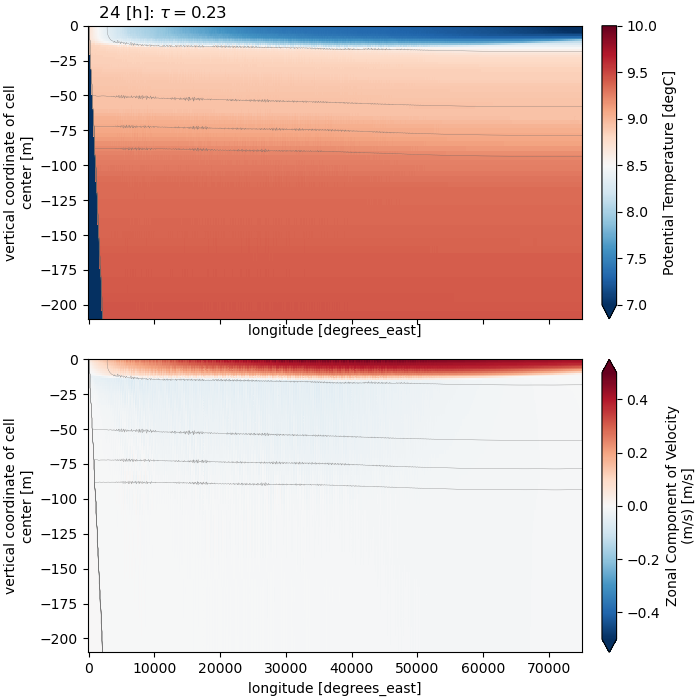 24 [h]: τ = 0.23
0
−25
−50
−75
−100
−125
−150
−175
−200
vertical coordinate of cell
center [m]
longitude [degrees_east]
10.0
9.5
9.0
8.5
8.0
7.5
7.0
Potential Temperature [degC]
0
−25
−50
−75
−100
−125
−150
−175
−200
vertical coordinate of cell
center [m]
0 10000 20000 30000 40000 50000 60000 70000
longitude [degrees_east]
0.4
0.2
0.0
−0.2
−0.4
Zonal Component of Velocity
(m/s) [m/s]